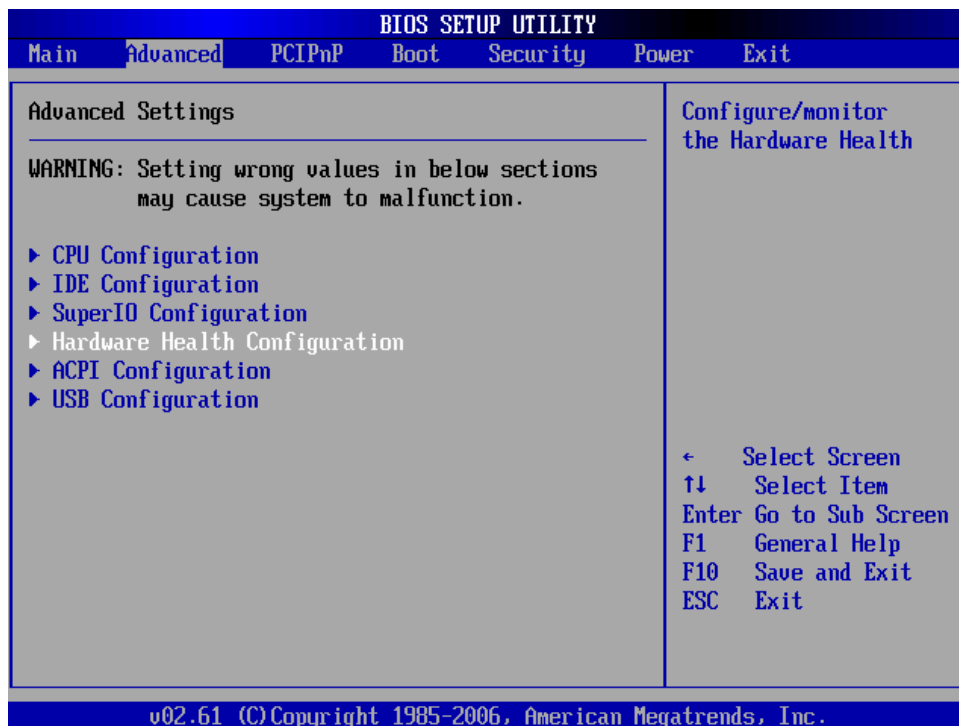 BIOS SETUP UTILITY
Main Advanced PCIPnP Boot Security Power Exit
Advanced Settings
WARNING: Setting wrong values in below sections
may cause system to malfunction.
▶ CPU Configuration
▶ IDE Configuration
▶ SuperIO Configuration
▶ Hardware Health Configuration
▶ ACPI Configuration
▶ USB Configuration
Configure/monitor
the Hardware Health
← Select Screen
↑↓ Select Item
Enter Go to Sub Screen
F1 General Help
F10 Save and Exit
ESC Exit
v02.61 (C)Copyright 1985-2006, American Megatrends, Inc.